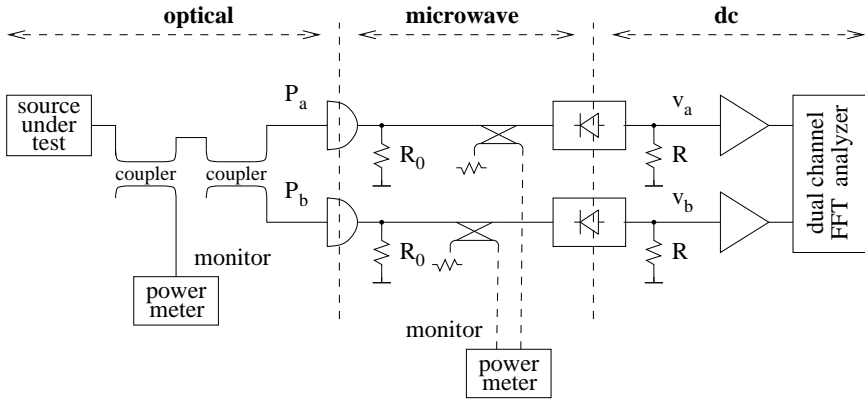 optical
microwave
dc
source
under
test
coupler
coupler
monitor
power
meter
P_a
P_b
R_0
R_0
monitor
power
meter
v_a
v_b
R
R
dual channel
FFT analyzer